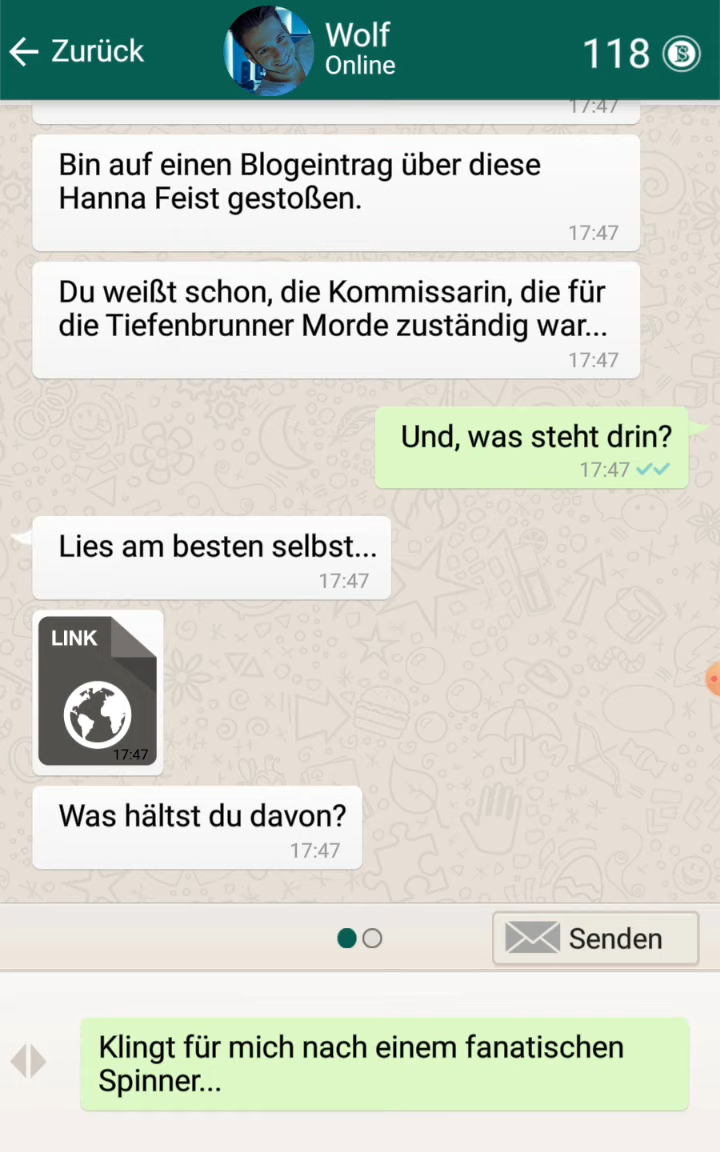 Zurück
Wolf
Online
118 B
17:47
Bin auf einen Blogeintrag über diese
Hanna Feist gestoßen.
17:47
Du weißt schon, die Kommissarin, die für
die Tiefenbrunner Morde zuständig war...
17:47
Und, was steht drin?
17:47
Lies am besten selbst...
17:47
LINK
17:47
Was hältst du davon?
17:47
Senden
Klingt für mich nach einem fanatischen
Spinner...